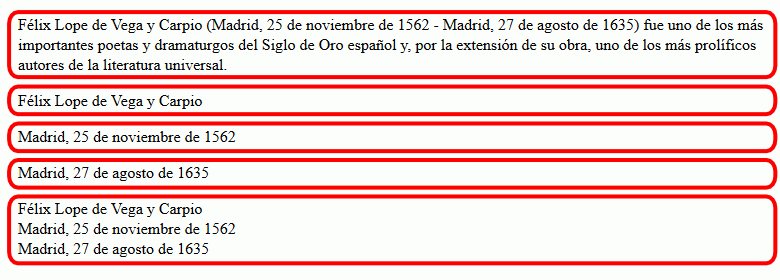 Félix Lope de Vega y Carpio (Madrid, 25 de noviembre de 1562 - Madrid, 27 de agosto de 1635) fue uno de los más
importantes poetas y dramaturgos del Siglo de Oro español y, por la extensión de su obra, uno de los más prolíficos
autores de la literatura universal.
Félix Lope de Vega y Carpio
Madrid, 25 de noviembre de 1562
Madrid, 27 de agosto de 1635
Félix Lope de Vega y Carpio
Madrid, 25 de noviembre de 1562
Madrid, 27 de agosto de 1635